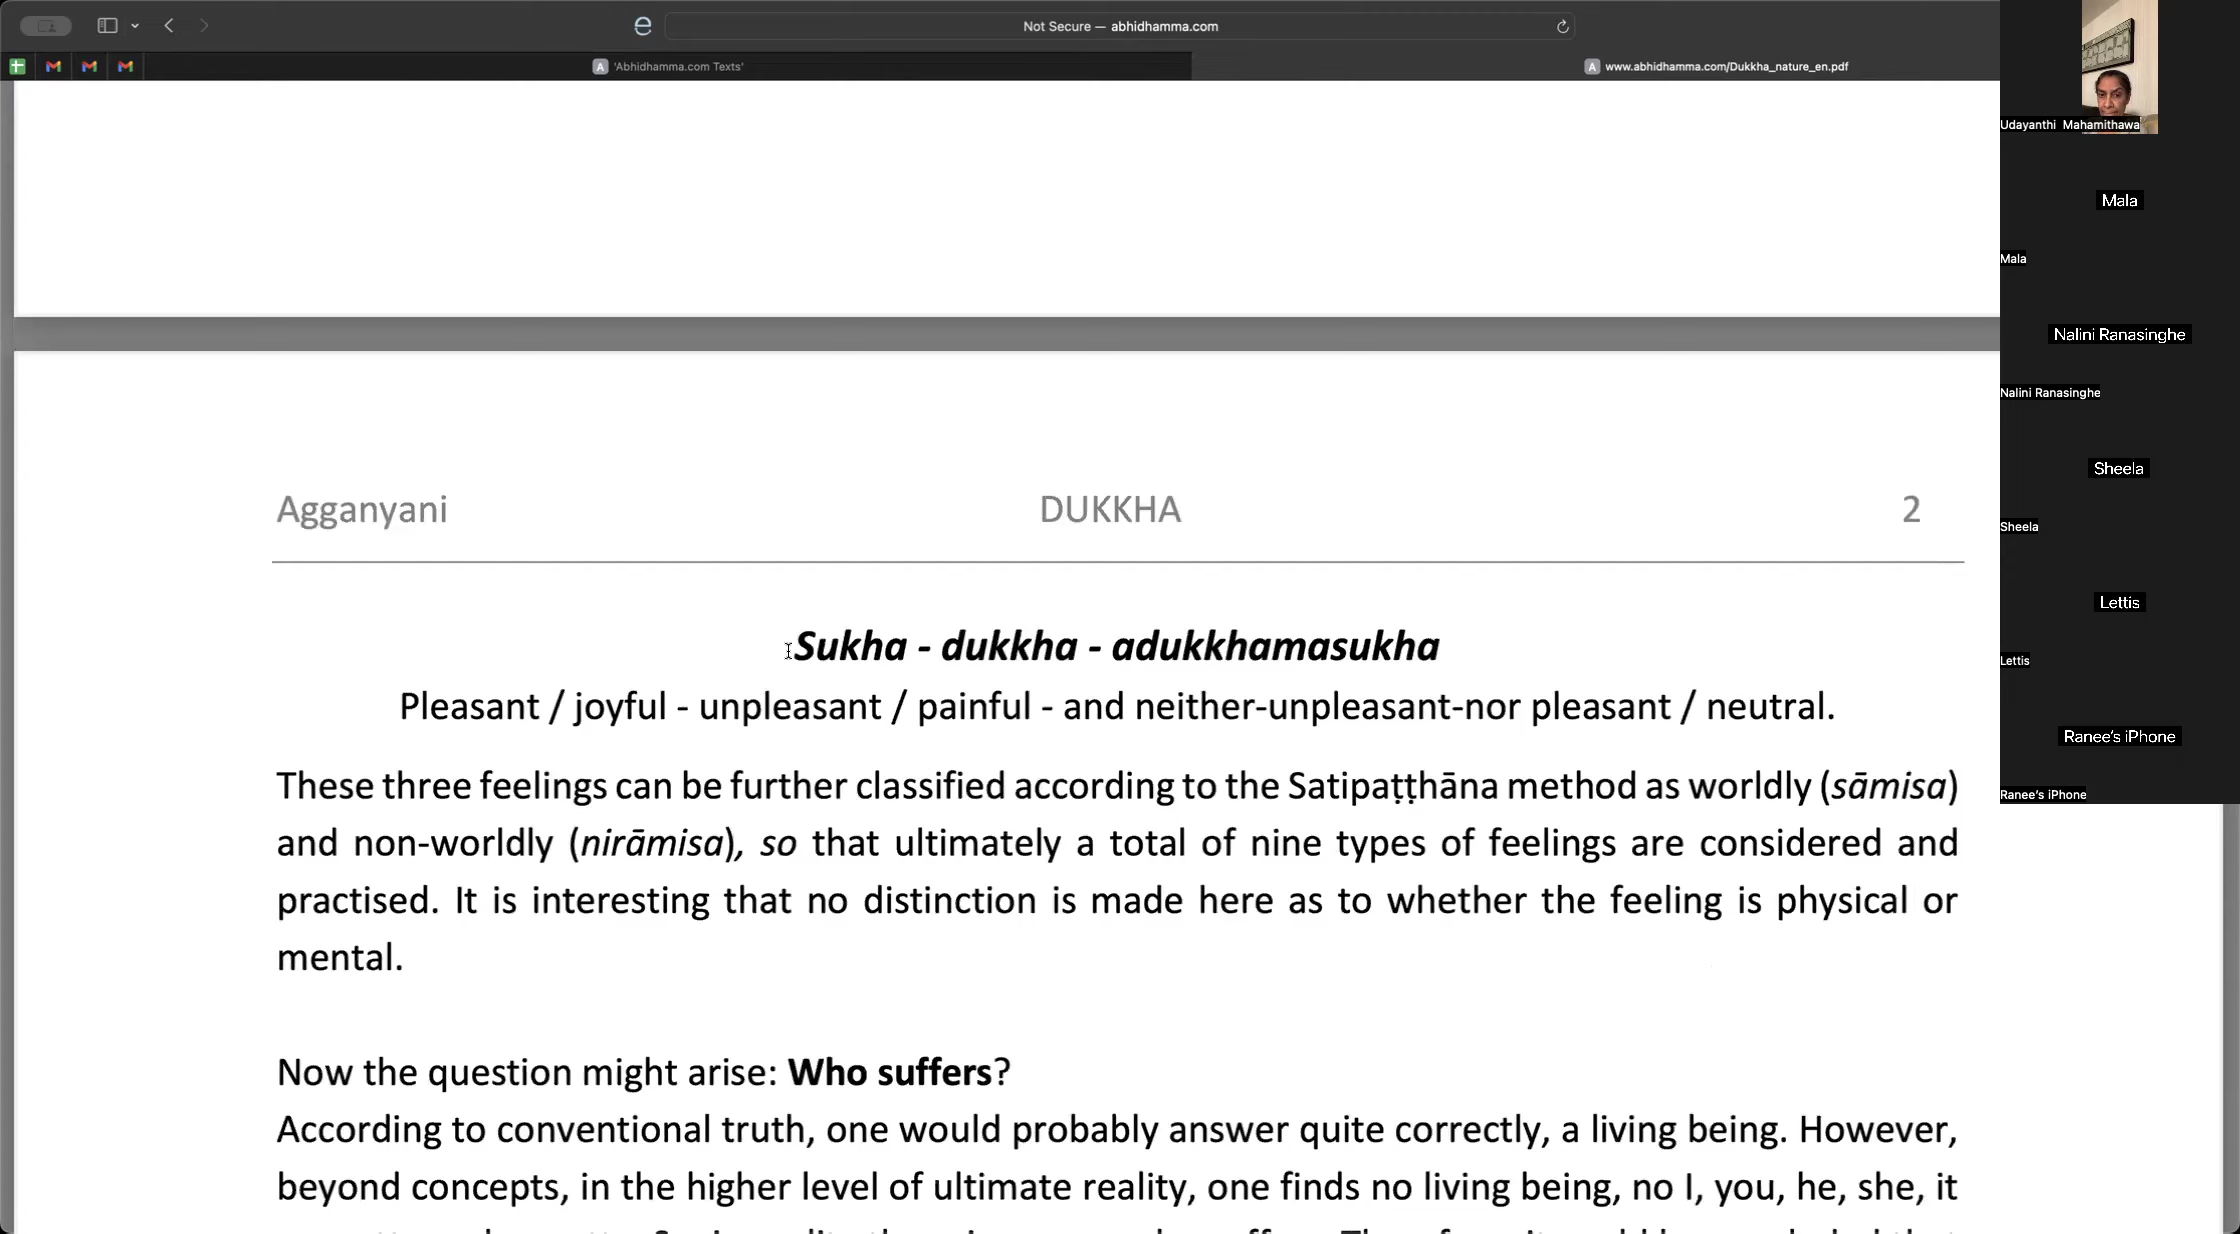 Not Secure — abhidhamma.com
'Abhidhamma.com Texts'
www.abhidhamma.com/Dukkha_nature_en.pdf
Udayanthi Mahamithawa
Mala
Mala
Nalini Ranasinghe
Nalini Ranasinghe
Sheela
Sheela
Lettis
Lettis
Ranee's iPhone
Ranee's iPhone
Agganyani DUKKHA 2
Sukha - dukkha - adukkhamasukha
Pleasant / joyful - unpleasant / painful - and neither-unpleasant-nor pleasant / neutral.
These three feelings can be further classified according to the Satipaṭṭhāna method as worldly (sāmisa)
and non-worldly (nirāmisa), so that ultimately a total of nine types of feelings are considered and
practised. It is interesting that no distinction is made here as to whether the feeling is physical or
mental.
Now the question might arise: Who suffers?
According to conventional truth, one would probably answer quite correctly, a living being. However,
beyond concepts, in the higher level of ultimate reality, one finds no living being, no I, you, he, she, it